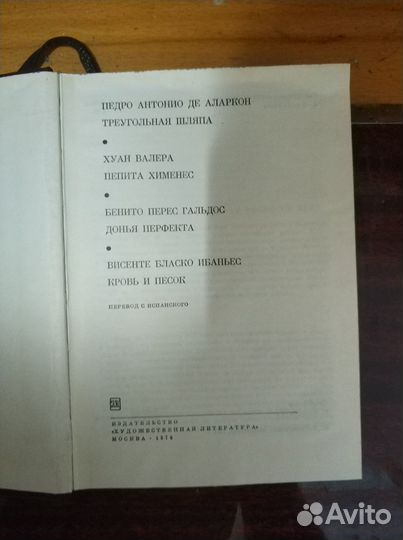 ПЕДРО АНТОНИО ДЕ АЛАРКОН
ТРЕУГОЛЬНАЯ ШЛЯПА
●
ХУАН ВАЛЕРА
ПЕПИТА ХИМЕНЕС
●
БЕНИТО ПЕРЕС ГАЛЬДОС
ДОНЬЯ ПЕРФЕКТА
●
ВИСЕНТЕ БЛАСКО ИБАНЬЕС
КРОВЬ И ПЕСОК
ПЕРЕВОД С ИСПАНСКОГО
ИЗДАТЕЛЬСТВО
«ХУДОЖЕСТВЕННАЯ ЛИТЕРАТУРА»
МОСКВА · 1976
Avito